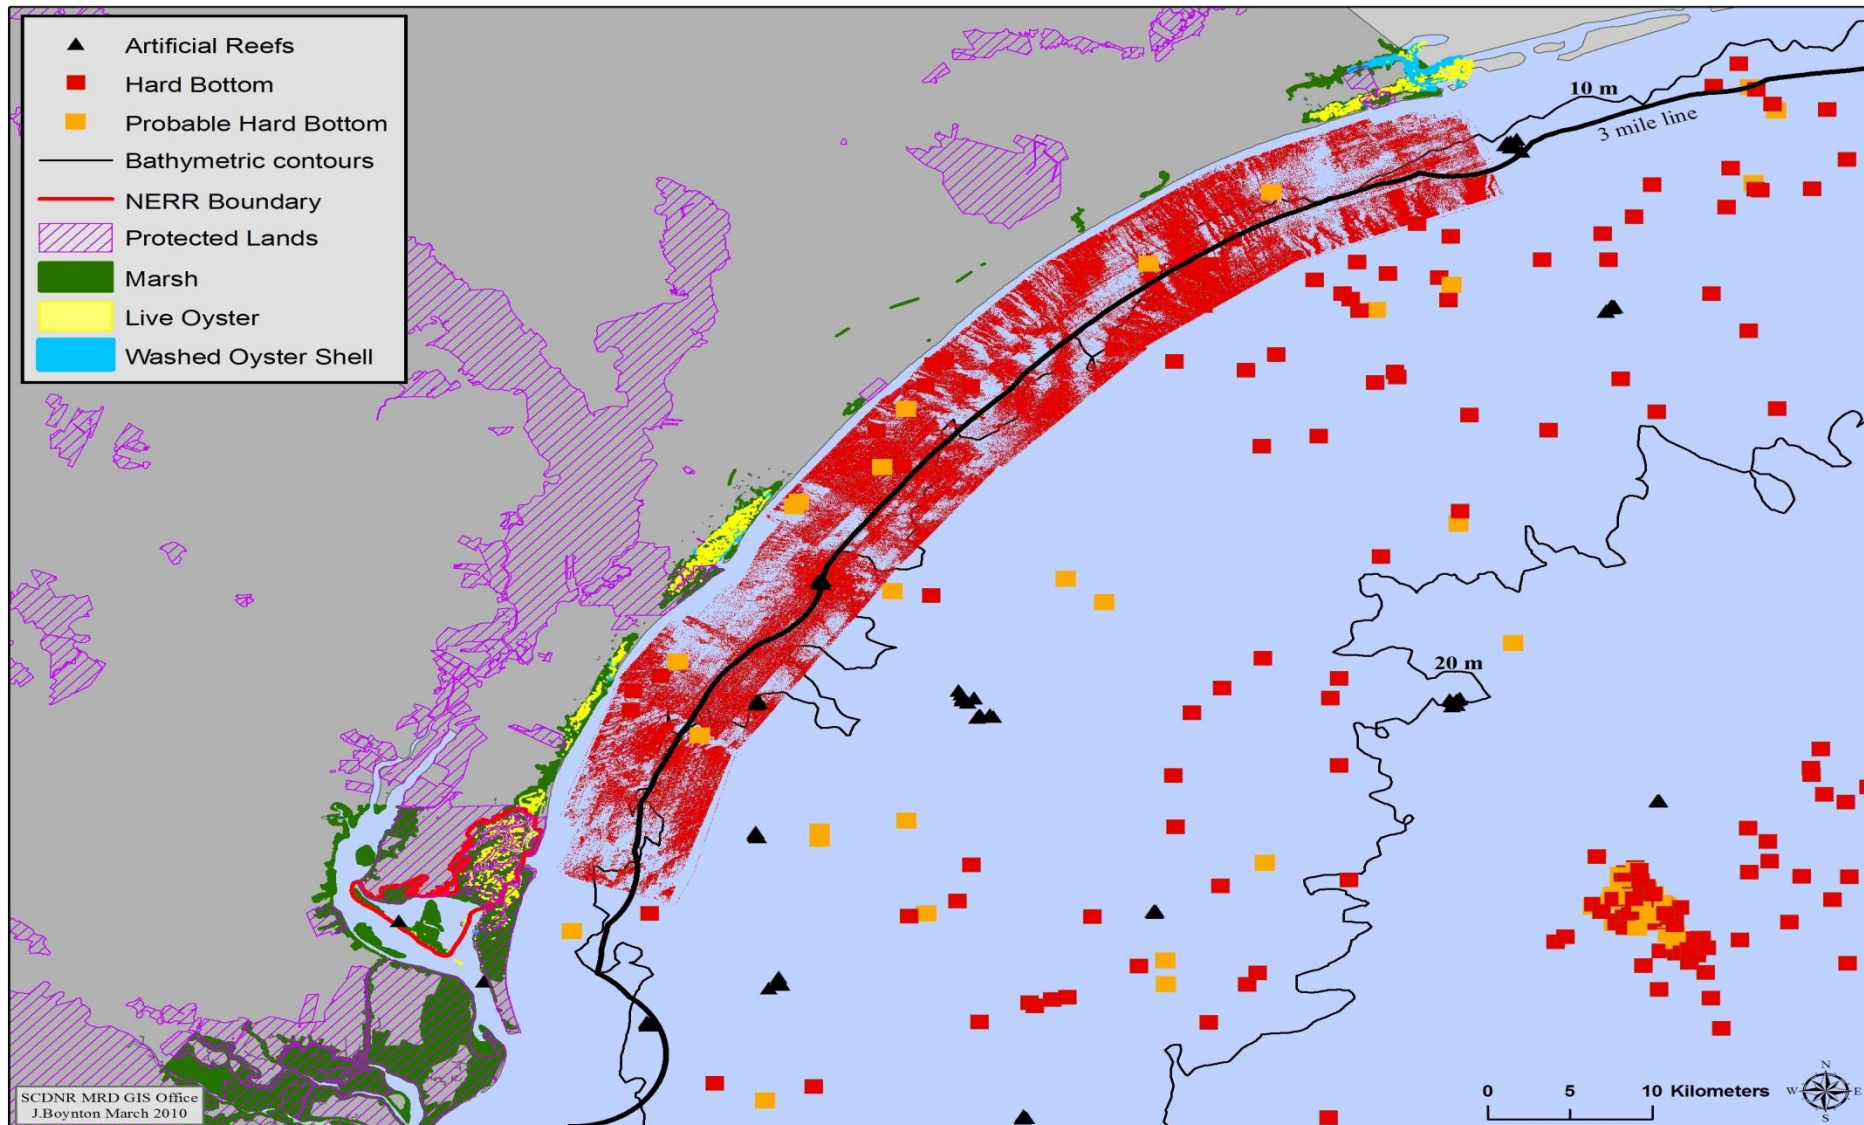 Artificial Reefs
Hard Bottom
Probable Hard Bottom
Bathymetric contours
NERR Boundary
Protected Lands
Marsh
Live Oyster
Washed Oyster Shell
10 m
3 mile line
20 m
0 5 10 Kilometers
N
W E
S
SCDNR MRD GIS Office
J.Boynton March 2010